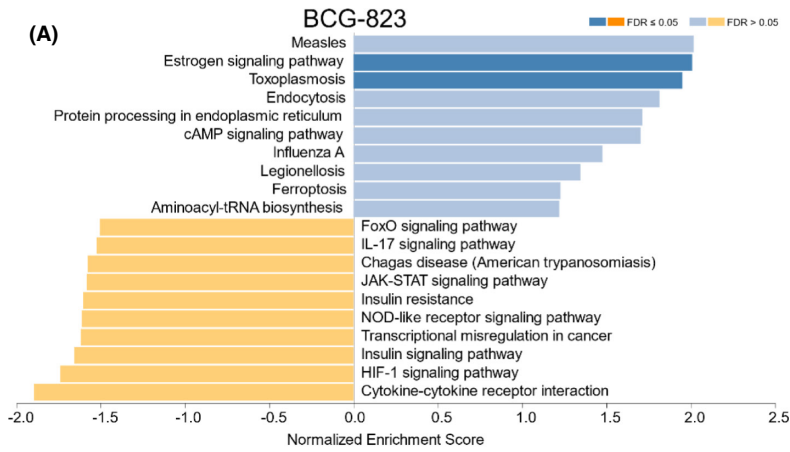 BCG-823
(A)
FDR ≤ 0.05 FDR > 0.05
Measles
Estrogen signaling pathway
Toxoplasmosis
Endocytosis
Protein processing in endoplasmic reticulum
cAMP signaling pathway
Influenza A
Legionellosis
Ferroptosis
Aminoacyl-tRNA biosynthesis
FoxO signaling pathway
IL-17 signaling pathway
Chagas disease (American trypanosomiasis)
JAK-STAT signaling pathway
Insulin resistance
NOD-like receptor signaling pathway
Transcriptional misregulation in cancer
Insulin signaling pathway
HIF-1 signaling pathway
Cytokine-cytokine receptor interaction
-2.0 -1.5 -1.0 -0.5 0.0 0.5 1.0 1.5 2.0 2.5
Normalized Enrichment Score